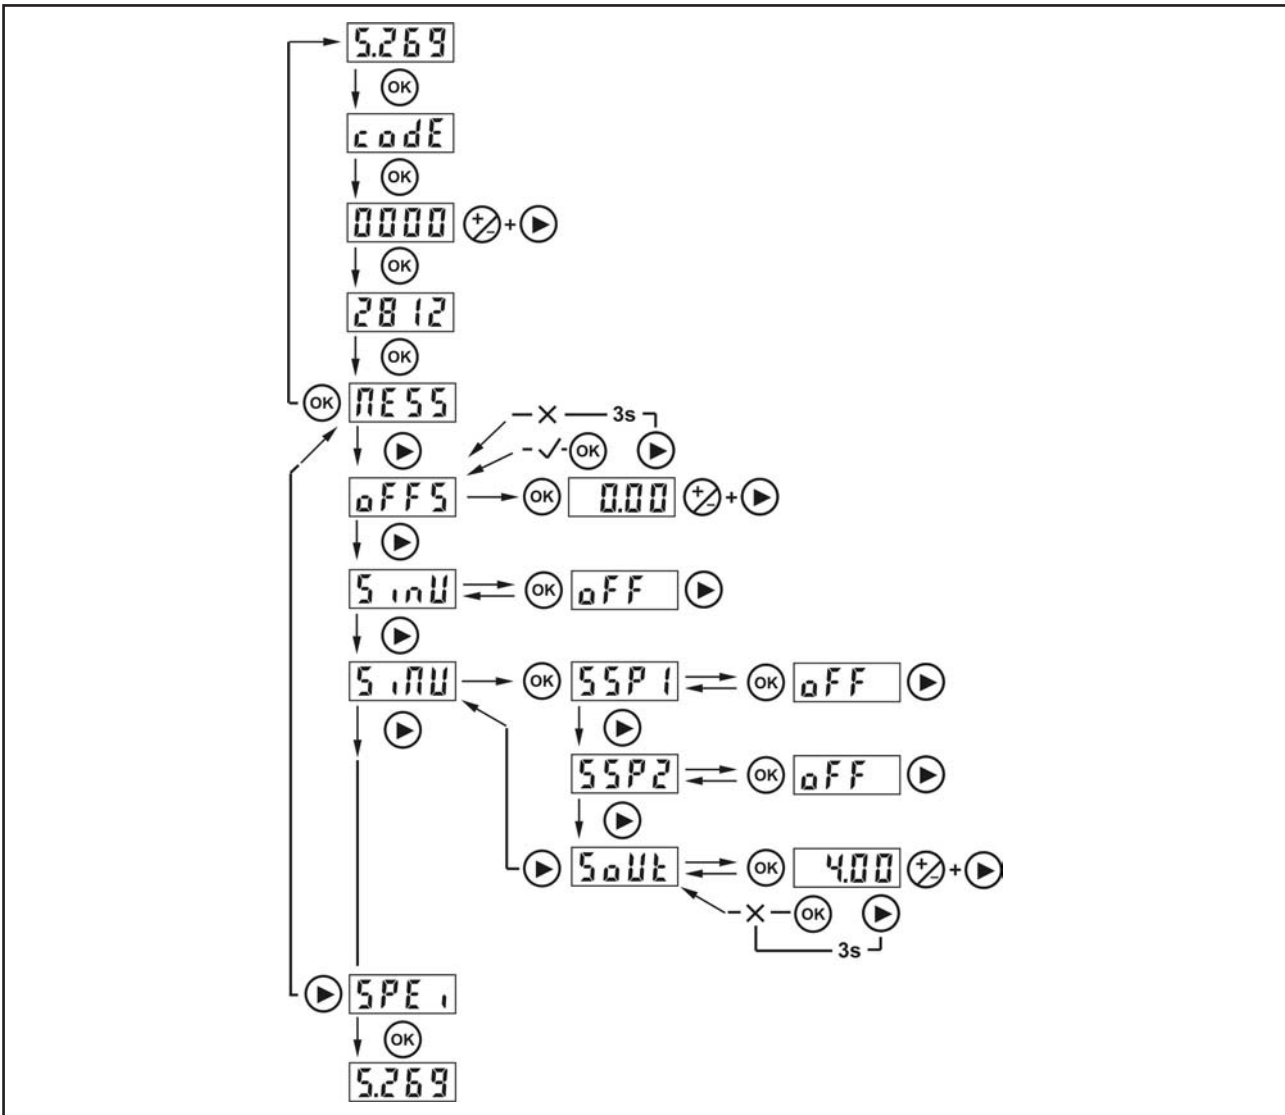 5.269
OK
codE
OK
0000 +/- + 
OK
2812
OK
OK MESS
× 3s
✓ OK
oFFS OK 0.00 +/- +
SinU OK oFF
SiMU OK SSP1 OK oFF
SSP2 OK oFF
SoUt OK 4.00 +/- +
× OK
3s
SPEi
OK
5.269